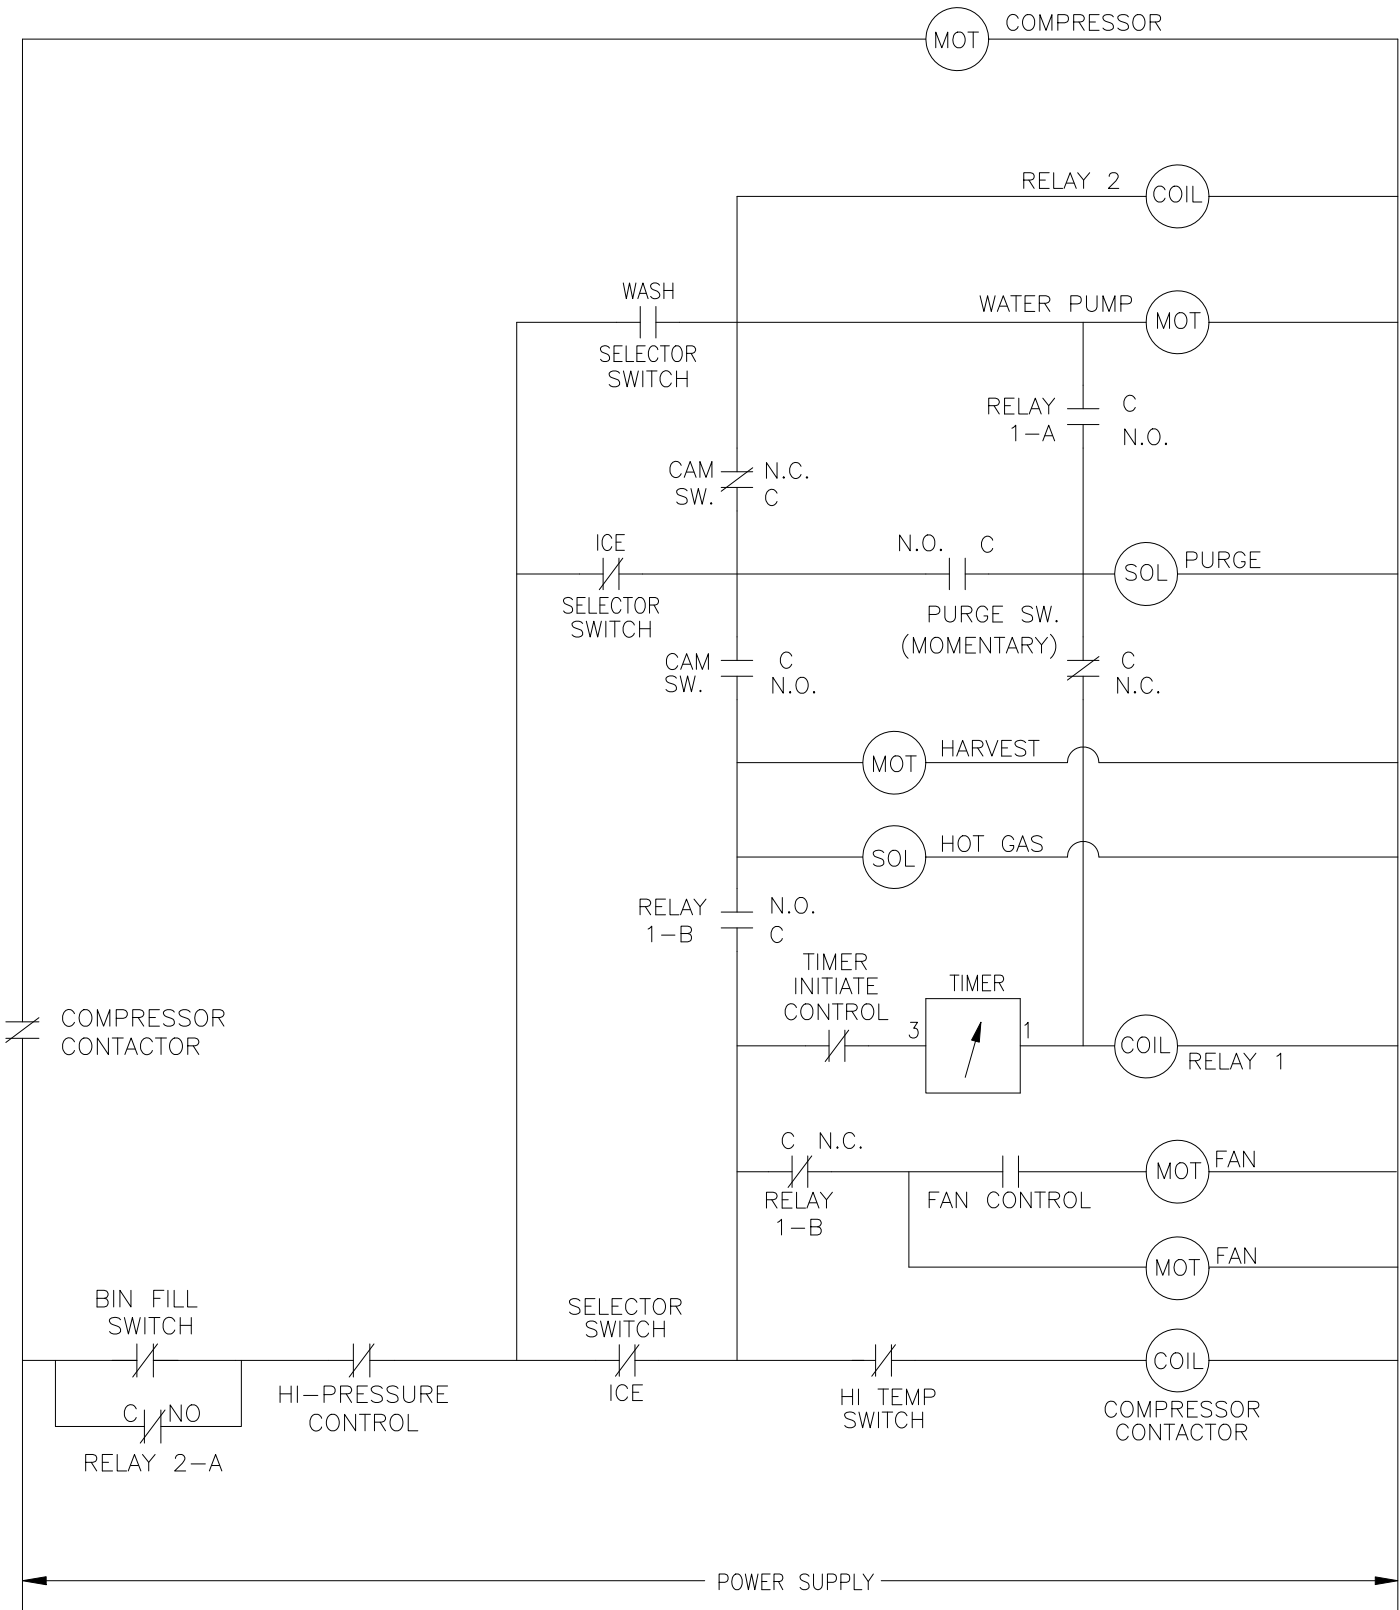 COMPRESSOR
MOT
RELAY 2
COIL
WASH
SELECTOR
SWITCH
WATER PUMP
MOT
RELAY
1-A
C
N.O.
CAM
SW.
N.C.
C
ICE
SELECTOR
SWITCH
N.O.
C
PURGE SW.
(MOMENTARY)
SOL
PURGE
CAM
SW.
C
N.O.
C
N.C.
MOT
HARVEST
SOL
HOT GAS
RELAY
1-B
N.O.
C
TIMER
INITIATE
CONTROL
TIMER
3
1
COIL
RELAY 1
COMPRESSOR
CONTACTOR
C N.C.
RELAY
1-B
FAN CONTROL
MOT
FAN
MOT
FAN
BIN FILL
SWITCH
C NO
RELAY 2-A
HI-PRESSURE
CONTROL
SELECTOR
SWITCH
ICE
HI TEMP
SWITCH
COIL
COMPRESSOR
CONTACTOR
POWER SUPPLY